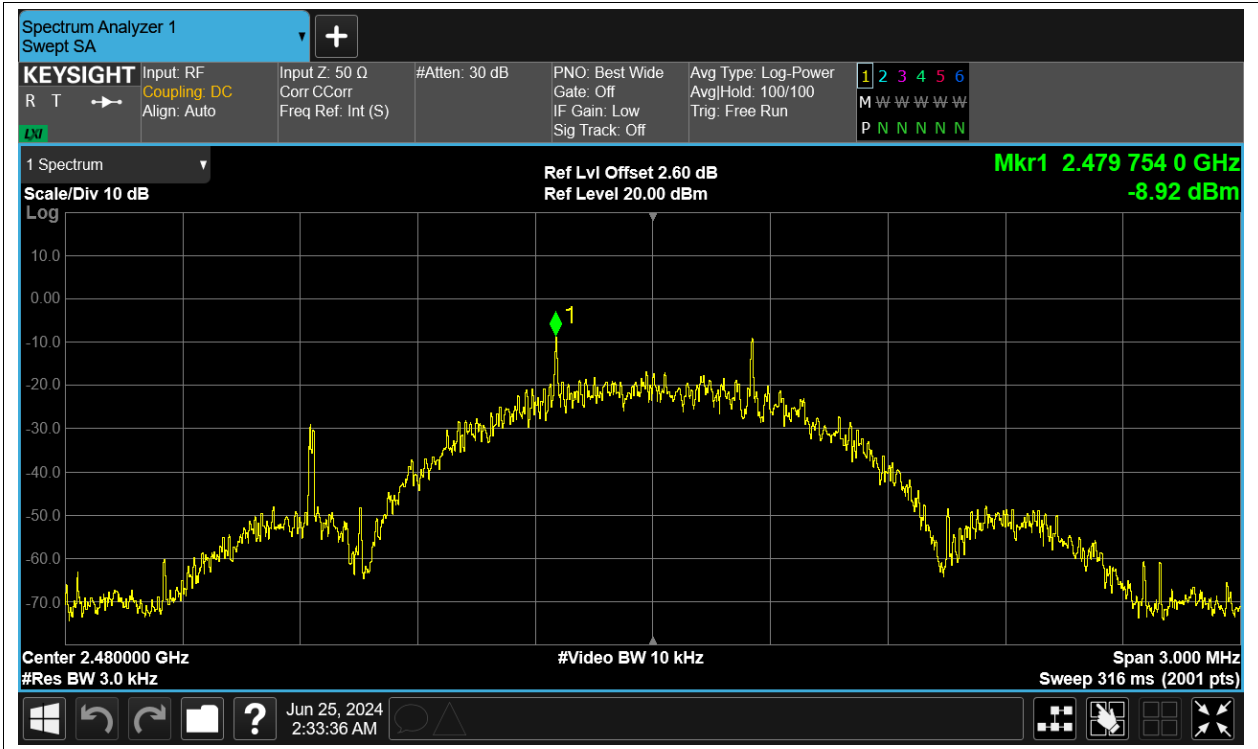 Spectrum Analyzer 1
Swept SA
+
KEYSIGHT
R T
LXI
Input: RF
Coupling: DC
Align: Auto
Input Z: 50 Ω
Corr CCorr
Freq Ref: Int (S)
#Atten: 30 dB
PNO: Best Wide
Gate: Off
IF Gain: Low
Sig Track: Off
Avg Type: Log-Power
Avg|Hold: 100/100
Trig: Free Run
1 2 3 4 5 6
M W W W W W
P N N N N N
1 Spectrum
Scale/Div 10 dB
Log
Ref Lvl Offset 2.60 dB
Ref Level 20.00 dBm
Mkr1 2.479 754 0 GHz
-8.92 dBm
10.0
0.00
-10.0
-20.0
-30.0
-40.0
-50.0
-60.0
-70.0
1
Center 2.480000 GHz
#Res BW 3.0 kHz
#Video BW 10 kHz
Span 3.000 MHz
Sweep 316 ms (2001 pts)
?
Jun 25, 2024
2:33:36 AM